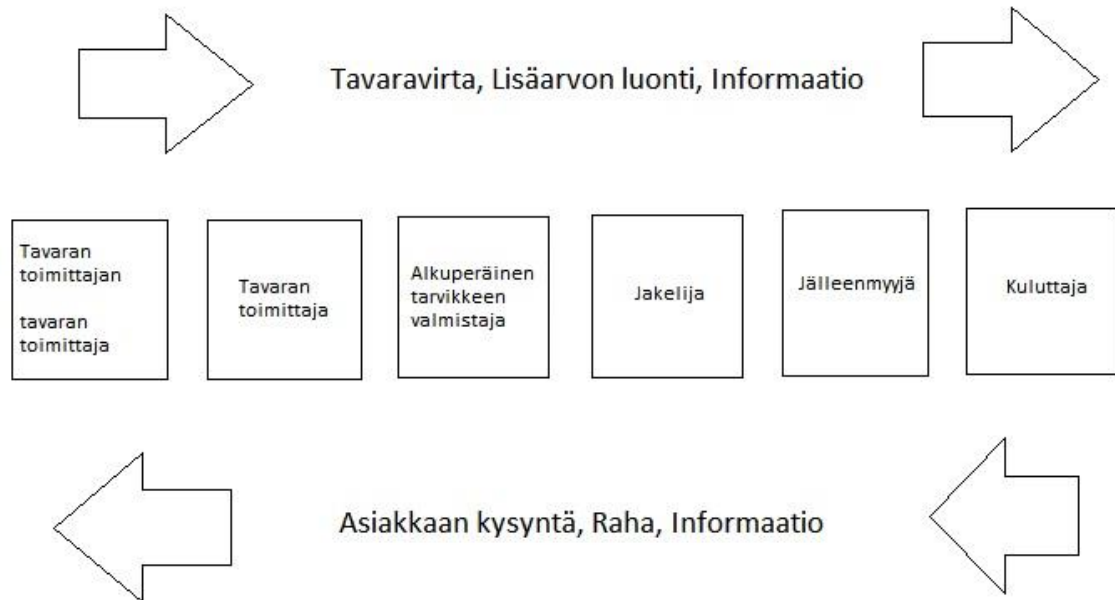 Tavaravirta, Lisäarvon luonti, Informaatio
Tavaran
toimittajan
tavaran
toimittaja
Tavaran
toimittaja
Alkuperäinen
tarvikkeen
valmistaja
Jakelija
Jälleenmyyjä
Kuluttaja
Asiakkaan kysyntä, Raha, Informaatio